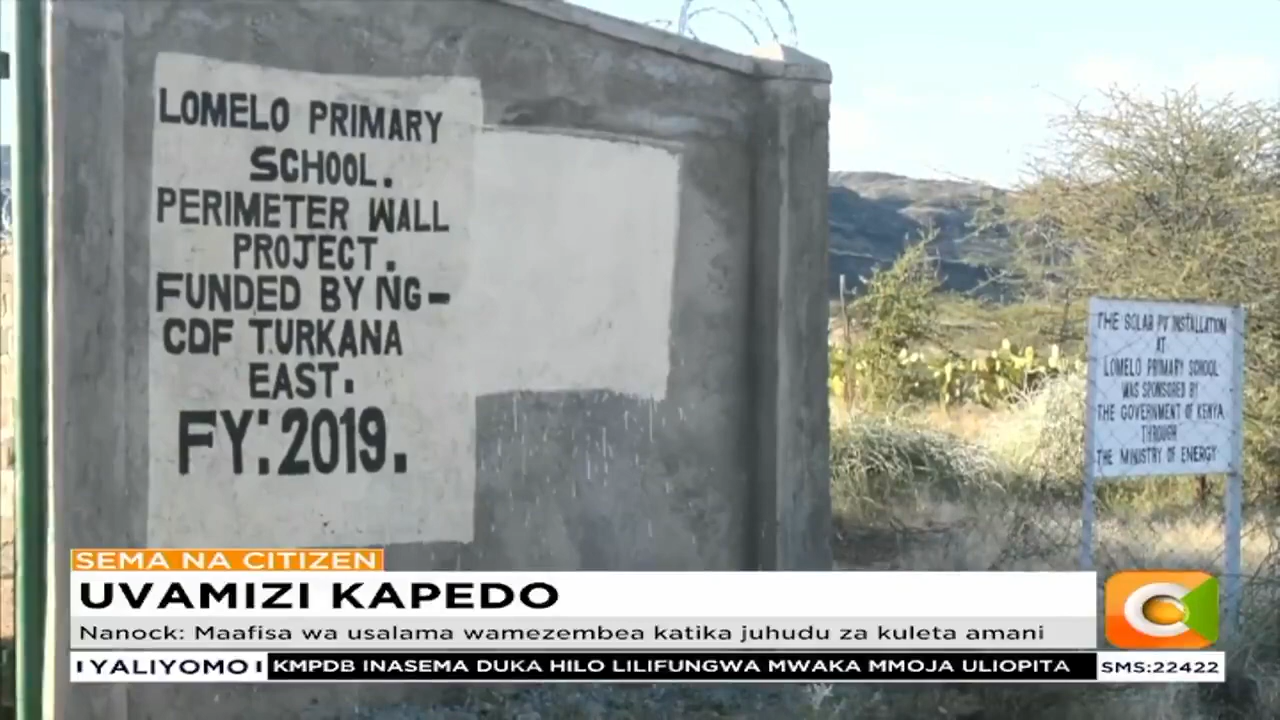 LOMELO PRIMARY
SCHOOL.
PERIMETER WALL
PROJECT.
FUNDED BY NG-
CDF TURKANA
EAST.
FY: 2019.
THE SOLAR PV INSTALLATION
AT
LOMELO PRIMARY SCHOOL
WAS SPONSORED BY
THE GOVERNMENT OF KENYA
THROUGH
THE MINISTRY OF ENERGY
SEMA NA CITIZEN
UVAMIZI KAPEDO
Nanock: Maafisa wa usalama wamezembea katika juhudu za kuleta amani
YALIYOMO
KMPDB INASEMA DUKA HILO LILIFUNGWA MWAKA MMOJA ULIOPITA
SMS:22422